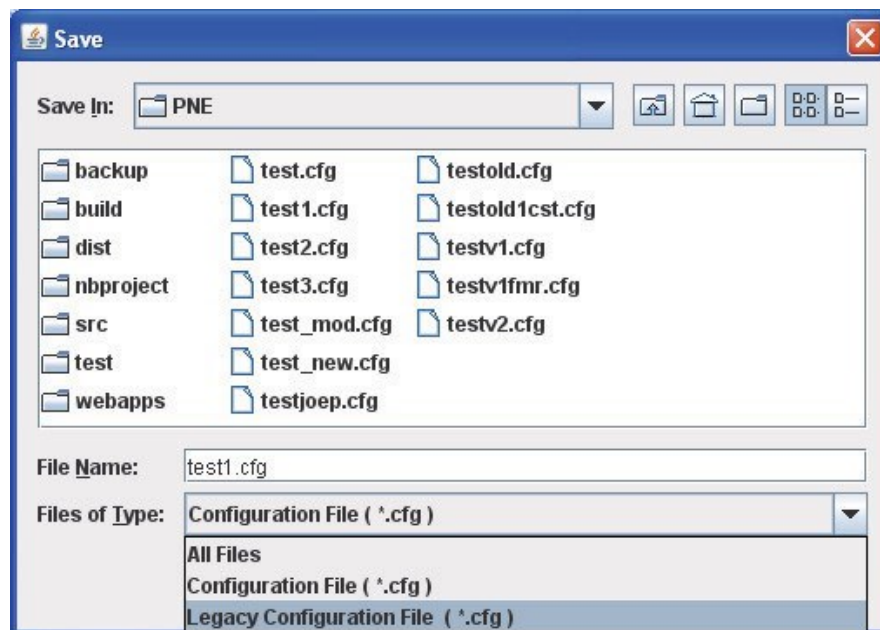 Save
Save In: PNE
backup test.cfg testold.cfg
build test1.cfg testold1cst.cfg
dist test2.cfg testv1.cfg
nbproject test3.cfg testv1fmr.cfg
src test_mod.cfg testv2.cfg
test test_new.cfg
webapps testjoep.cfg
File Name: test1.cfg
Files of Type: Configuration File ( *.cfg )
All Files
Configuration File ( *.cfg )
Legacy Configuration File ( *.cfg )